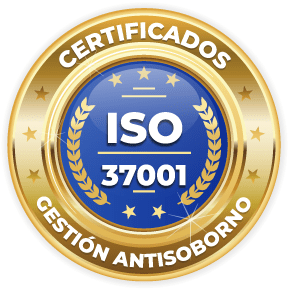 CERTIFICADOS
ISO
37001
GESTIÓN ANTISOBORNO